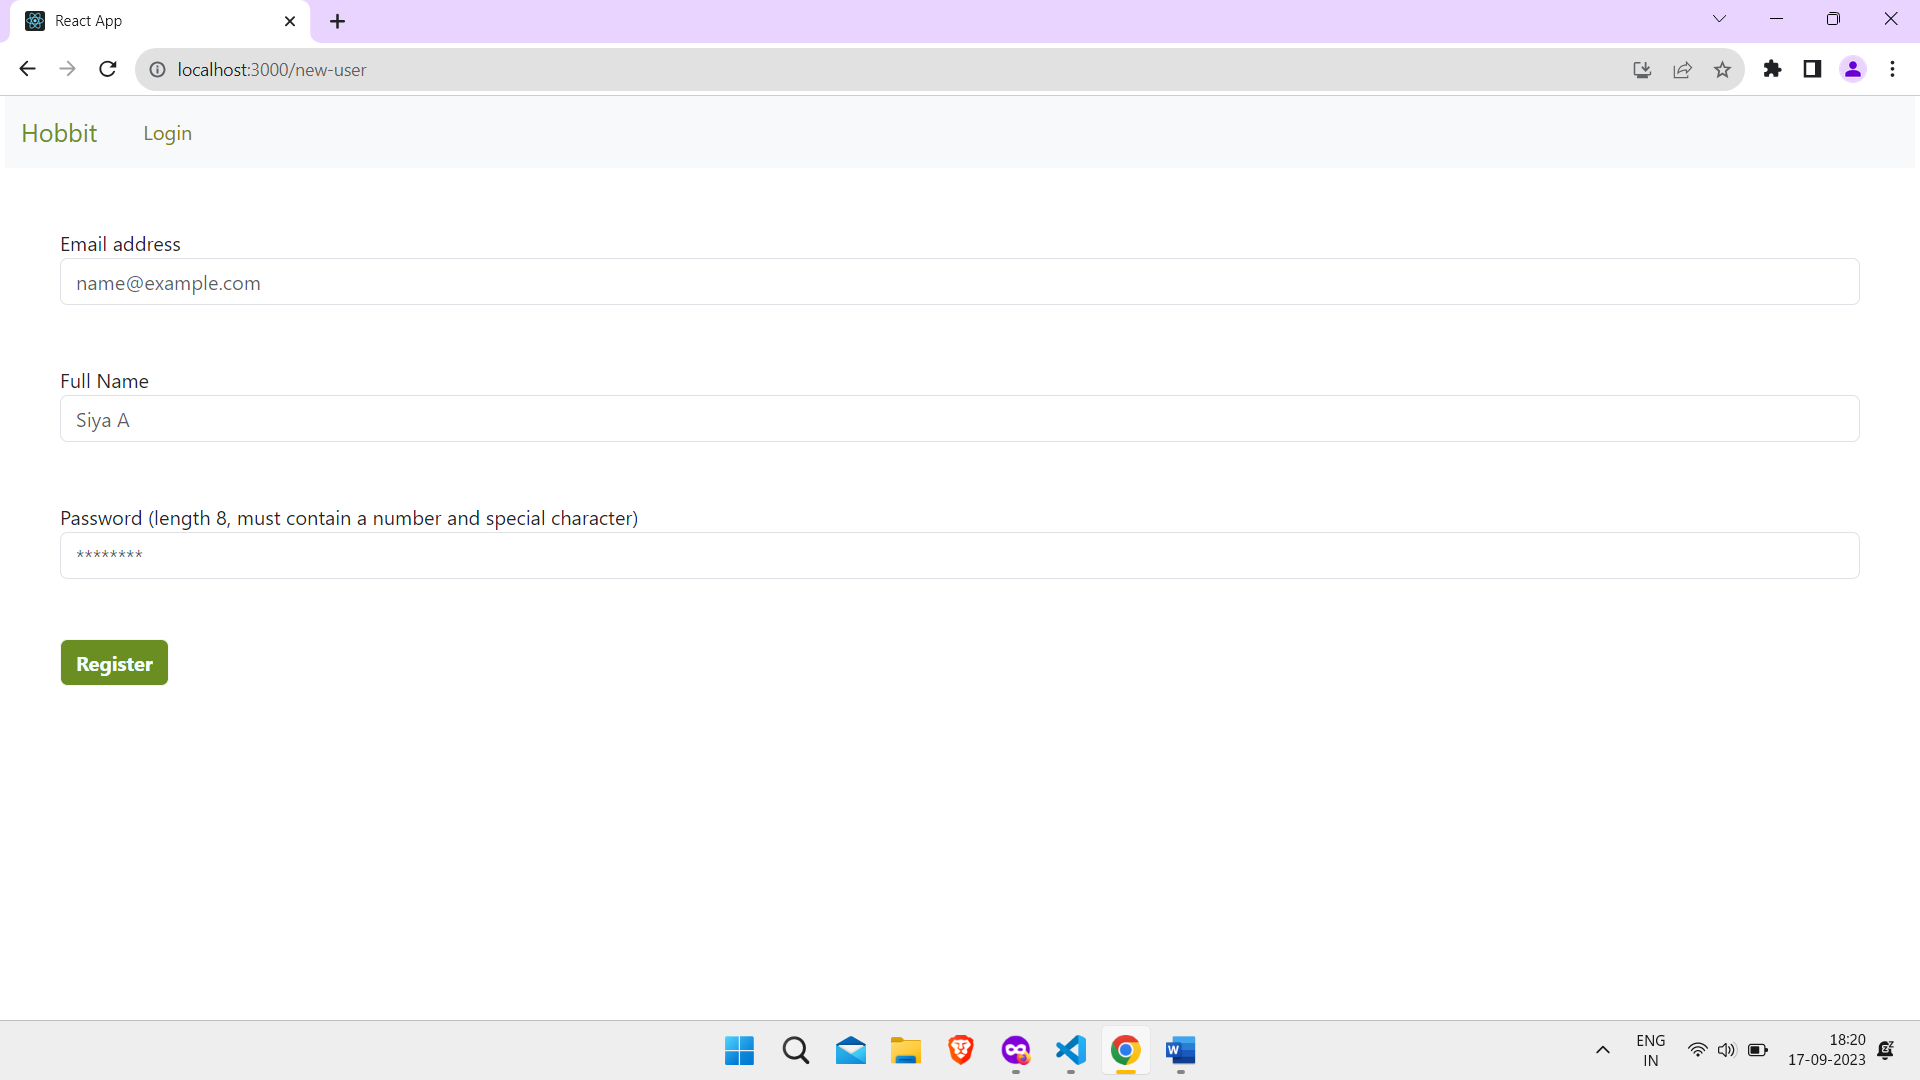 React App
localhost:3000/new-user
Hobbit Login
Email address
name@example.com
Full Name
Siya A
Password (length 8, must contain a number and special character)
********
Register
W
ENG
IN
18:20
17-09-2023